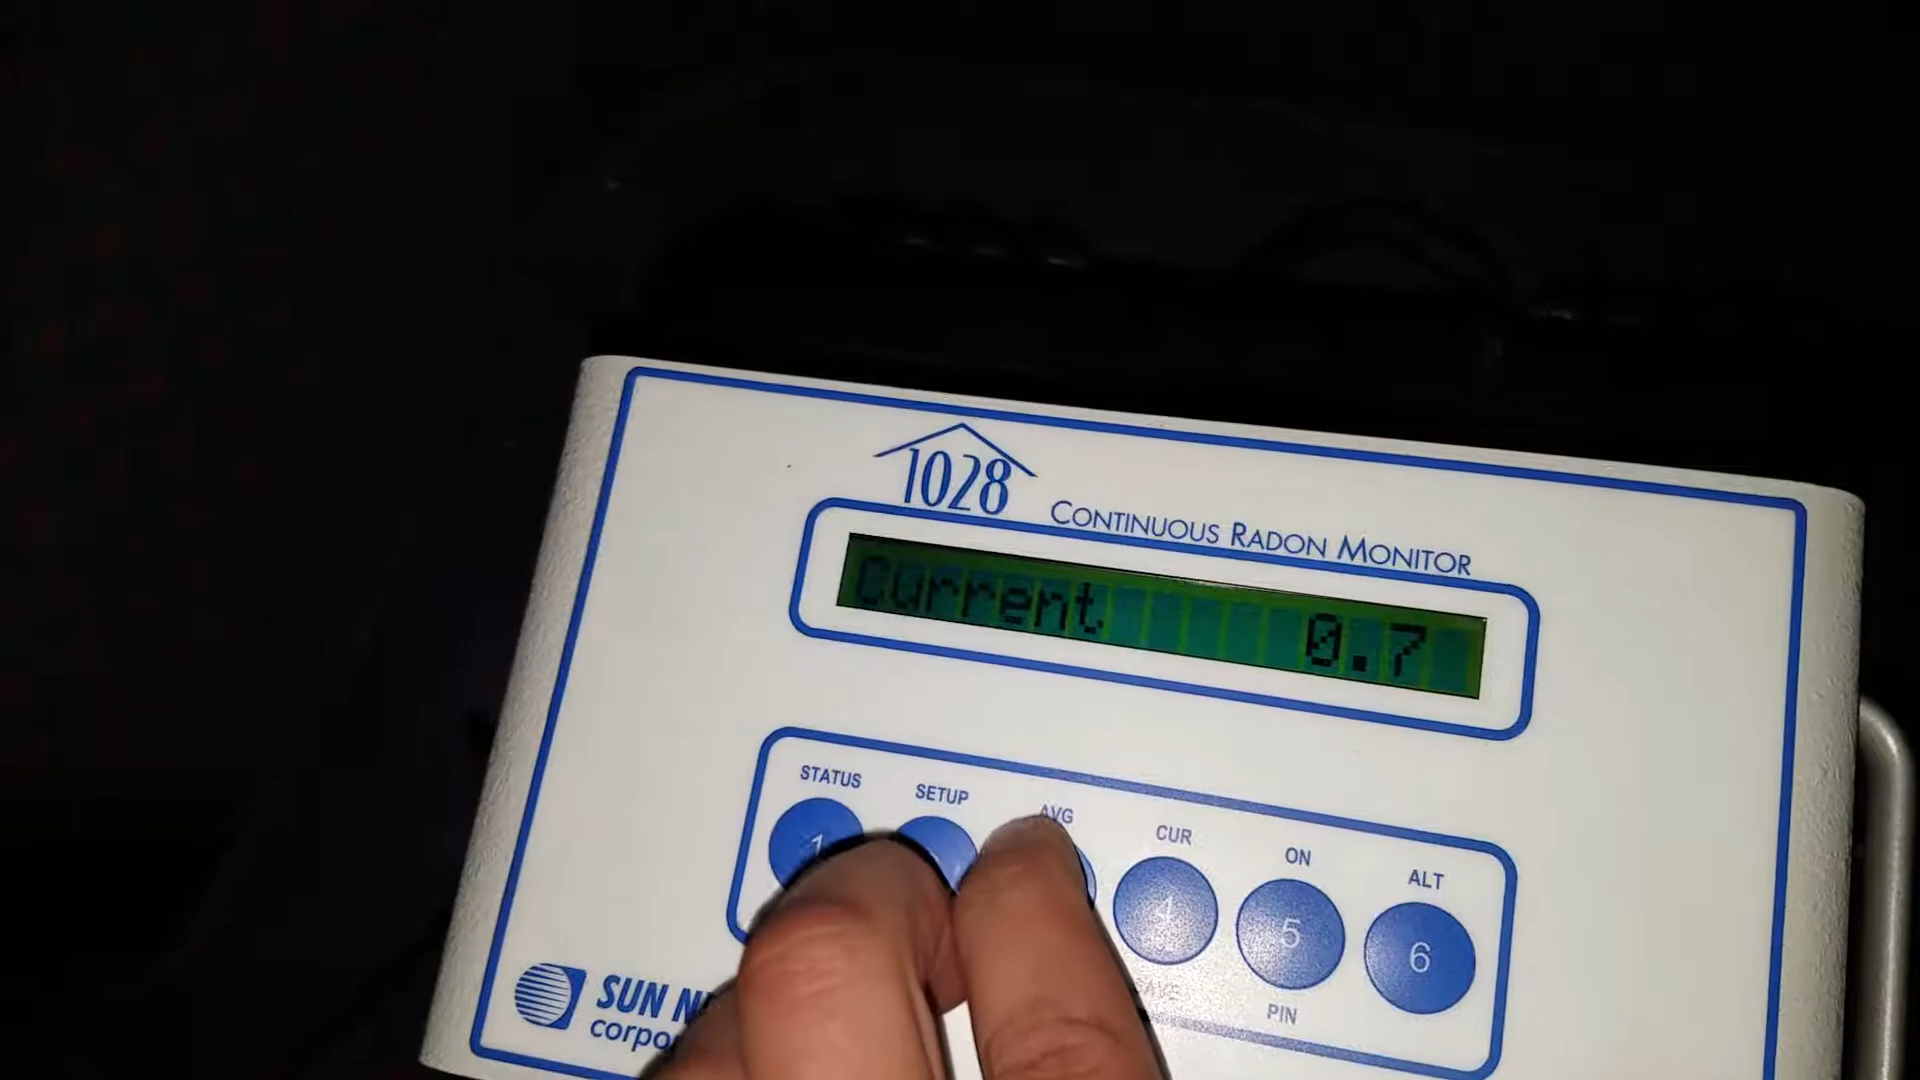 1028
CONTINUOUS RADON MONITOR
Current 0.7
STATUS SETUP AVG CUR ON ALT
1 4 5 6
PIN
SUN